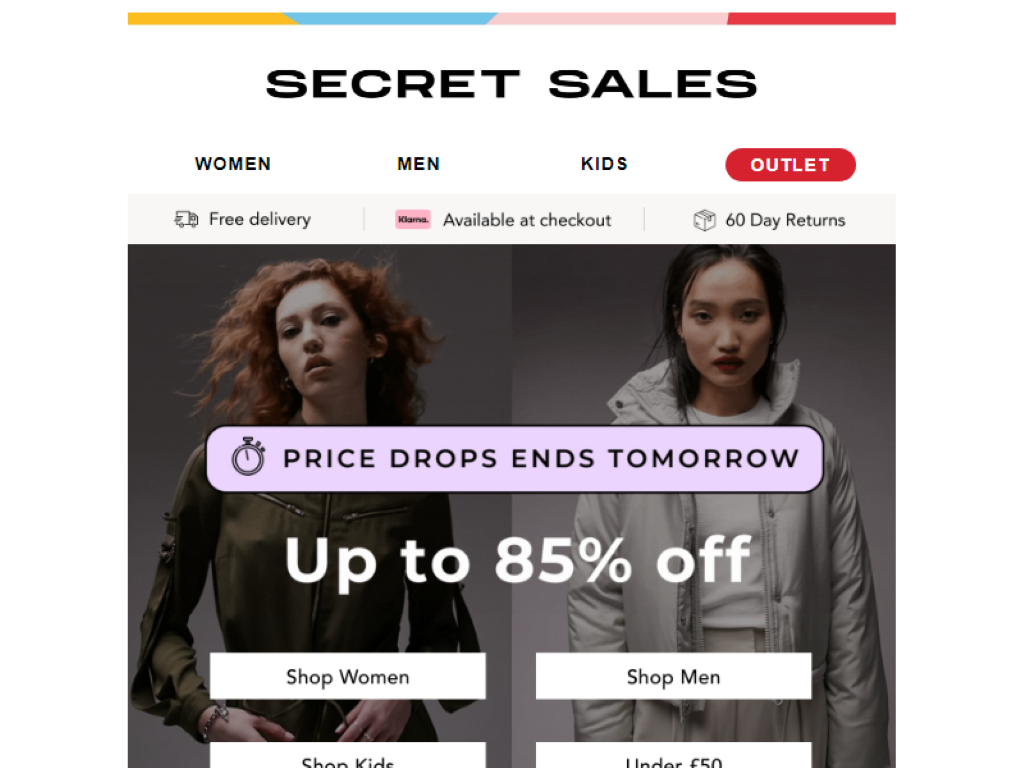 SECRET SALES
WOMEN MEN KIDS OUTLET
Free delivery Klarna. Available at checkout 60 Day Returns
PRICE DROPS ENDS TOMORROW
Up to 85% off
Shop Women Shop Men
Shop Kids Under £50